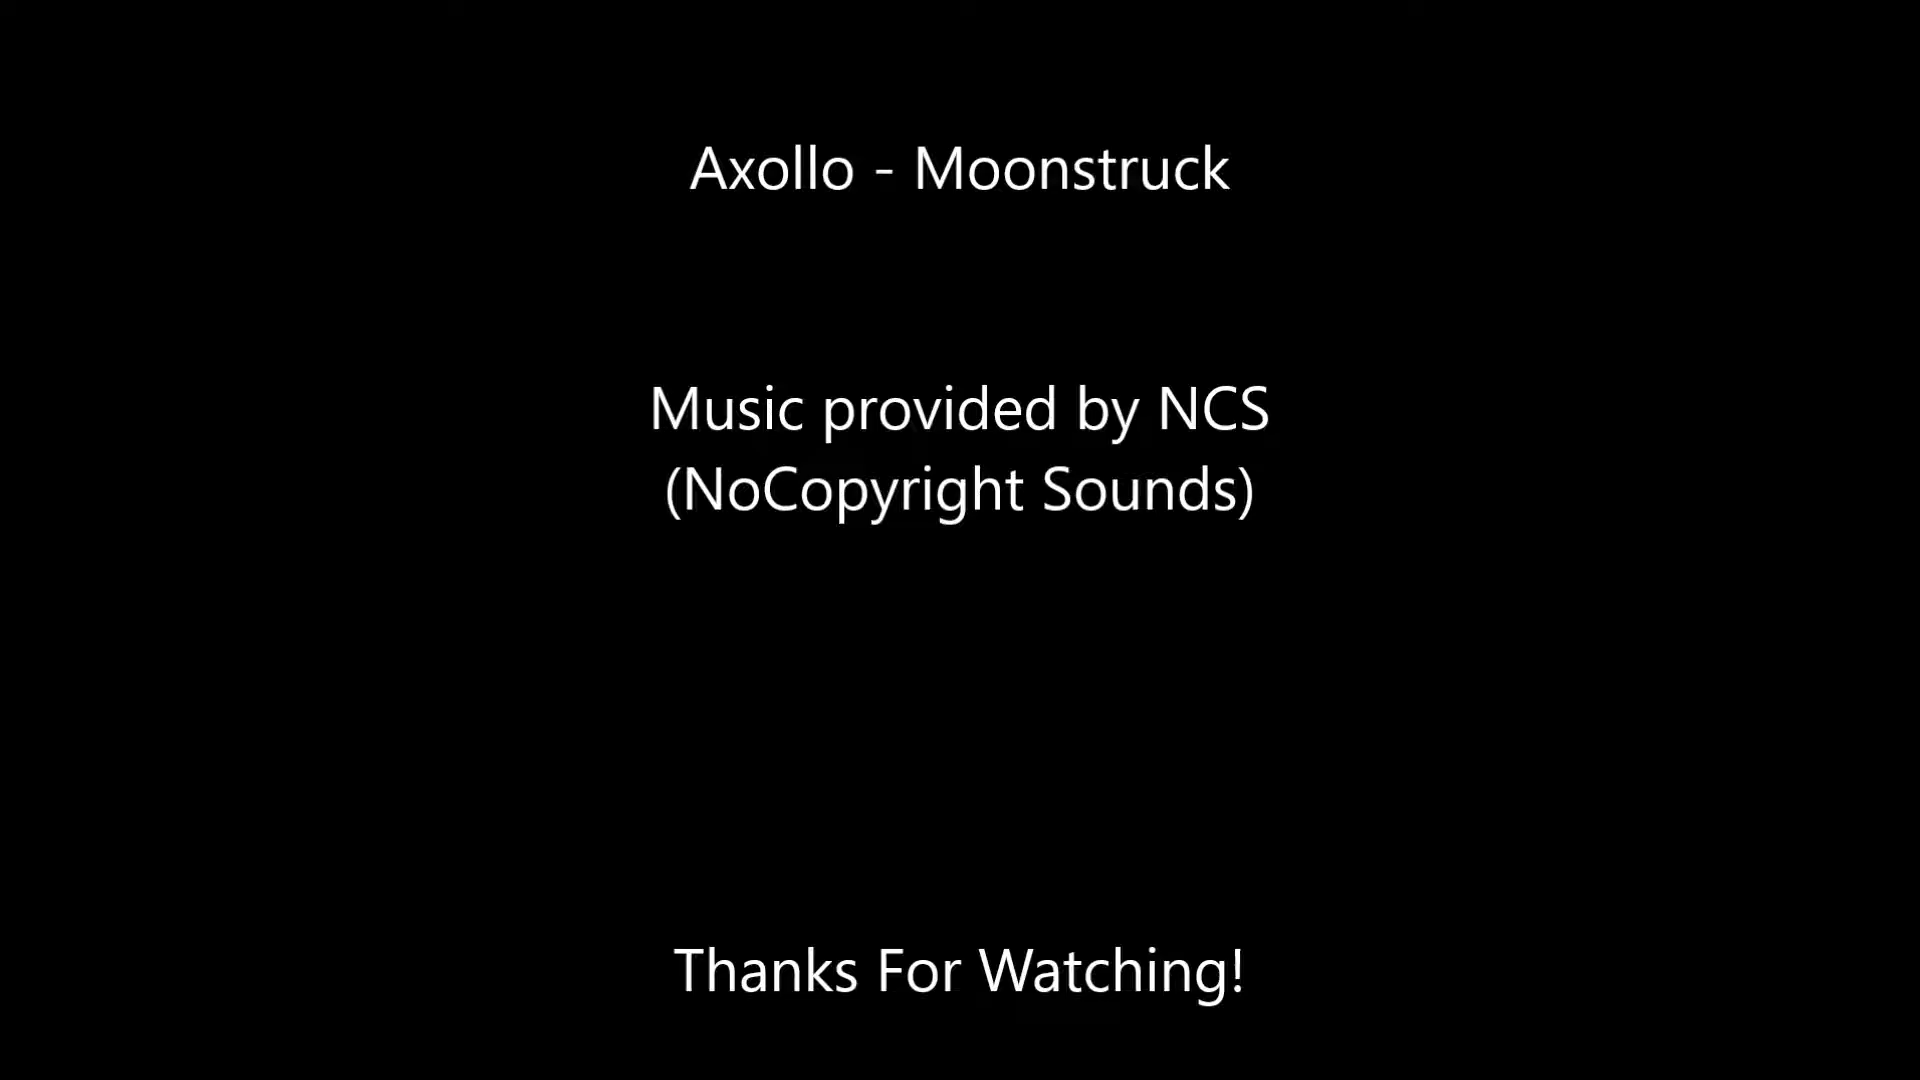 Axollo - Moonstruck
Music provided by NCS
(NoCopyright Sounds)
Thanks For Watching!